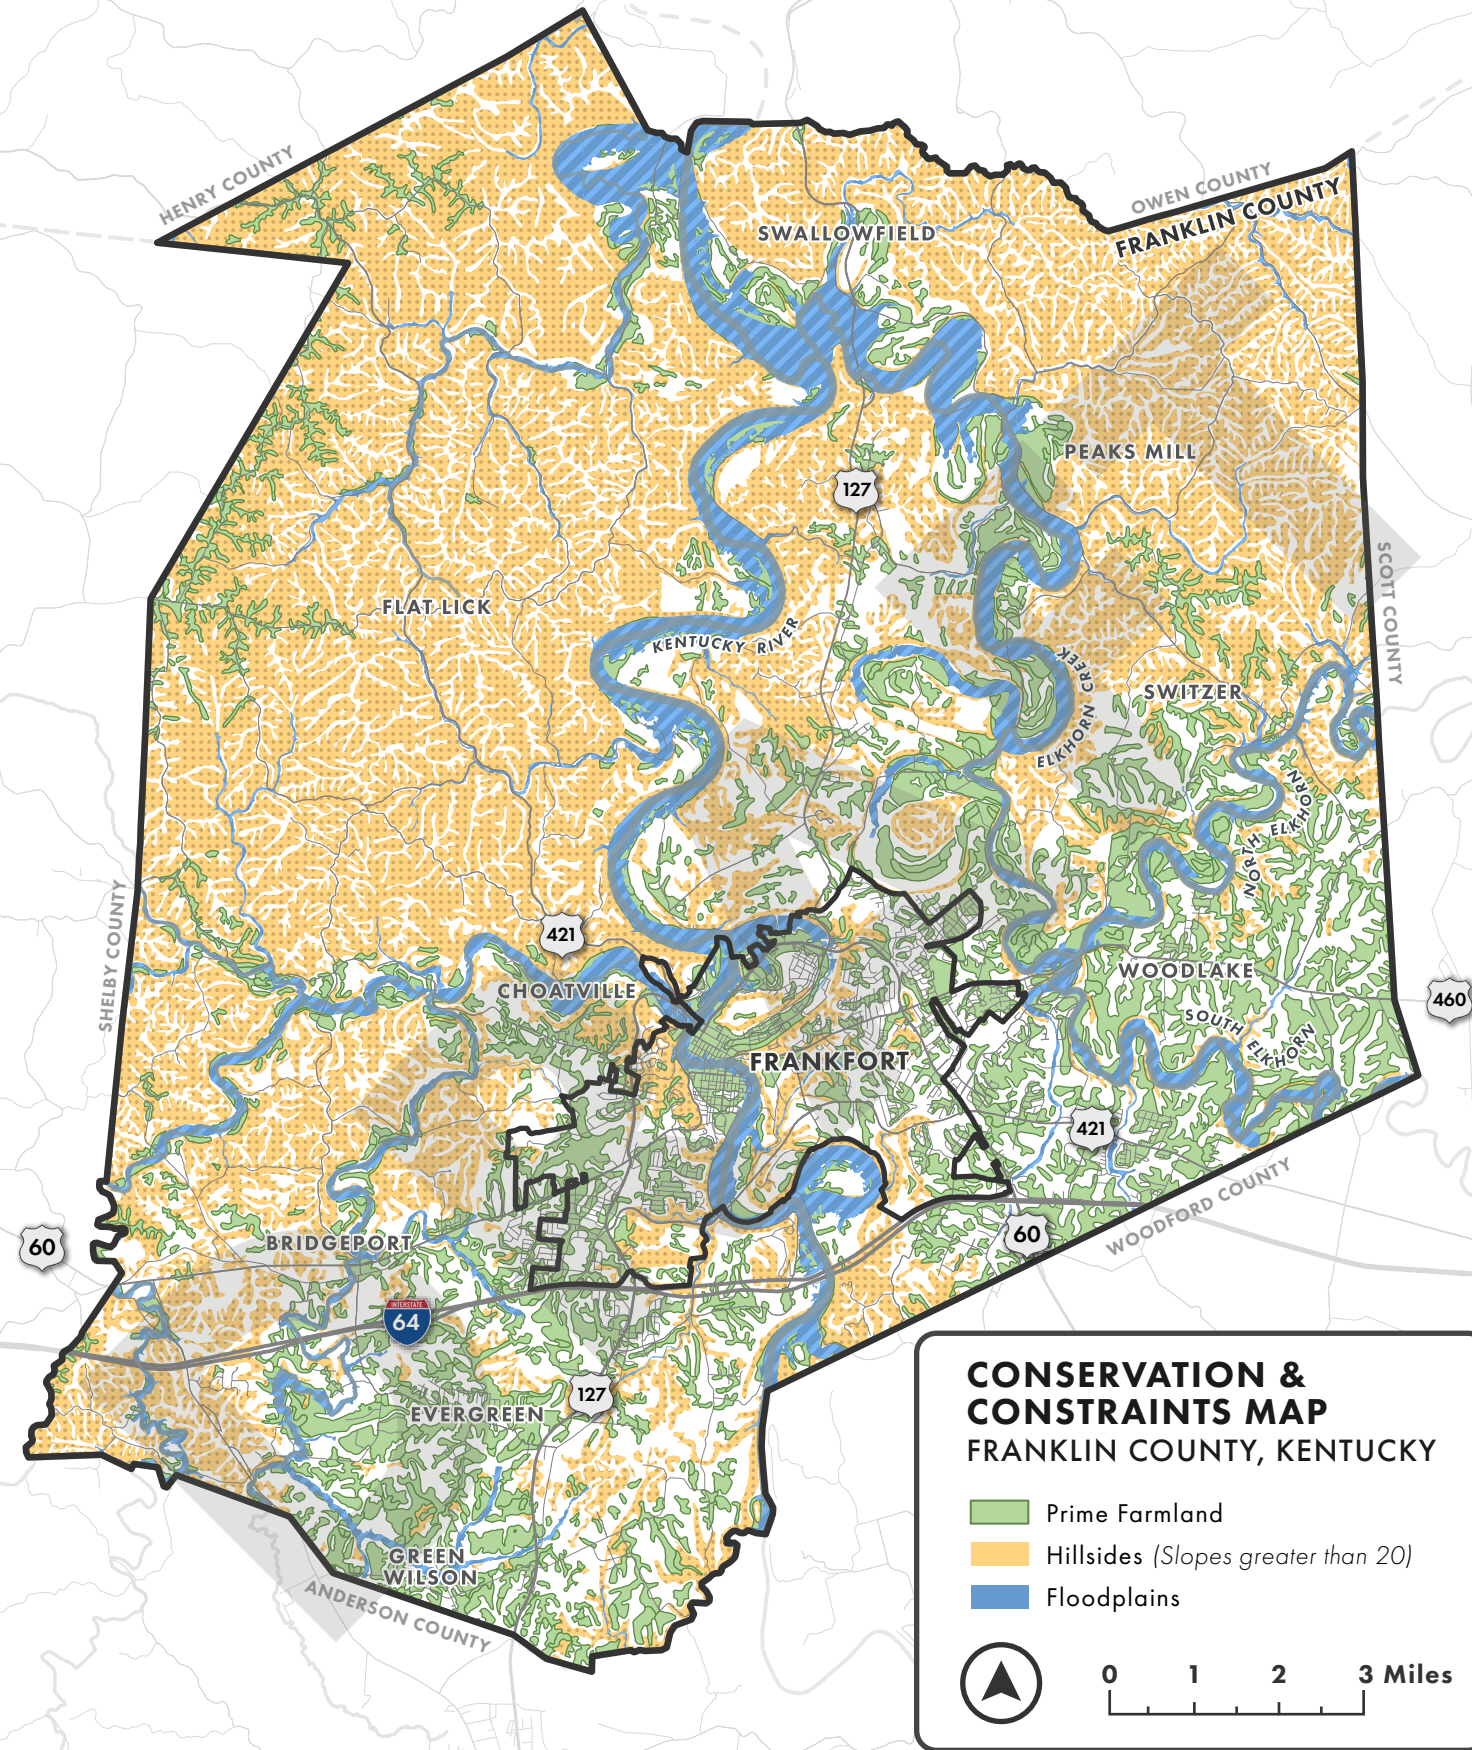 HENRY COUNTY
OWEN COUNTY
FRANKLIN COUNTY
SWALLOWFIELD
PEAKS MILL
127
SCOTT COUNTY
FLAT LICK
KENTUCKY RIVER
ELKHORN CREEK
SWITZER
NORTH ELKHORN
SHELBY COUNTY
421
CHOATVILLE
WOODLAKE
460
SOUTH ELKHORN
FRANKFORT
421
WOODFORD COUNTY
60
BRIDGEPORT
60
INTERSTATE
64
127
EVERGREEN
GREEN
WILSON
ANDERSON COUNTY
CONSERVATION &
CONSTRAINTS MAP
FRANKLIN COUNTY, KENTUCKY
Prime Farmland
Hillsides (Slopes greater than 20)
Floodplains
0 1 2 3 Miles